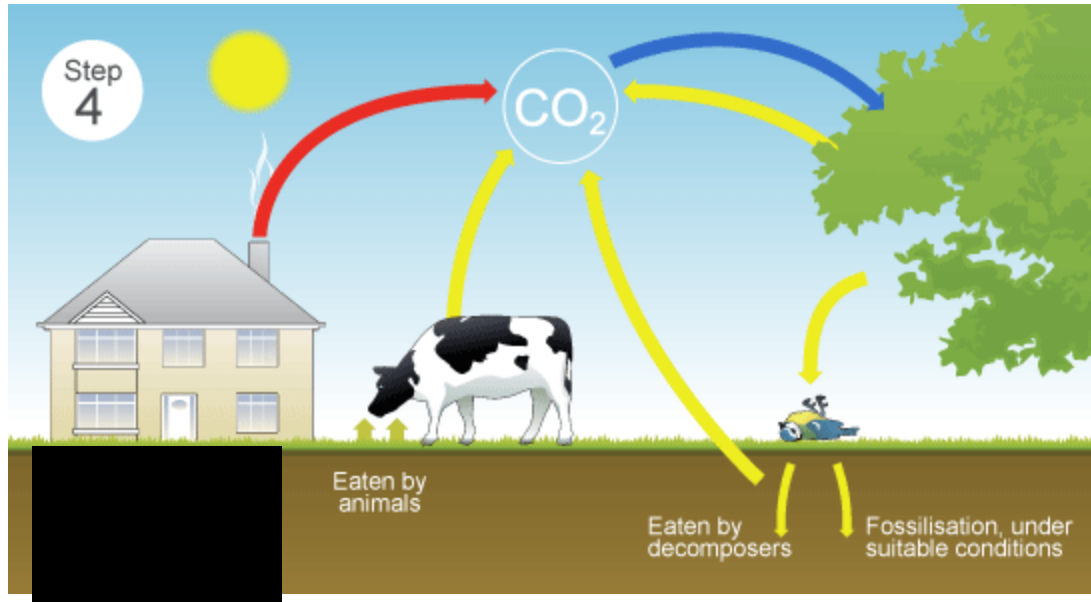 Step
4
CO₂
Eaten by
animals
Eaten by
decomposers
Fossilisation, under
suitable conditions